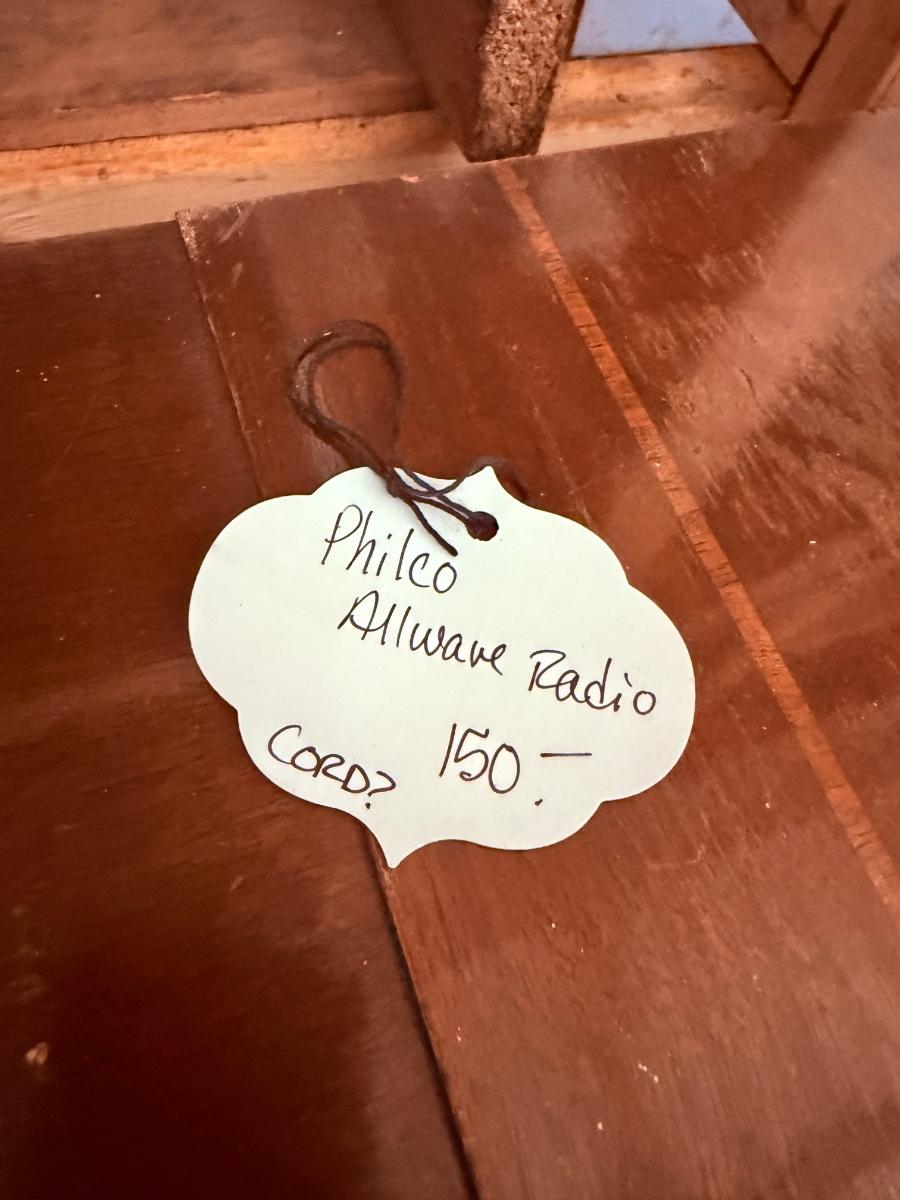 Philco
Allwave Radio
CORD? 150.—